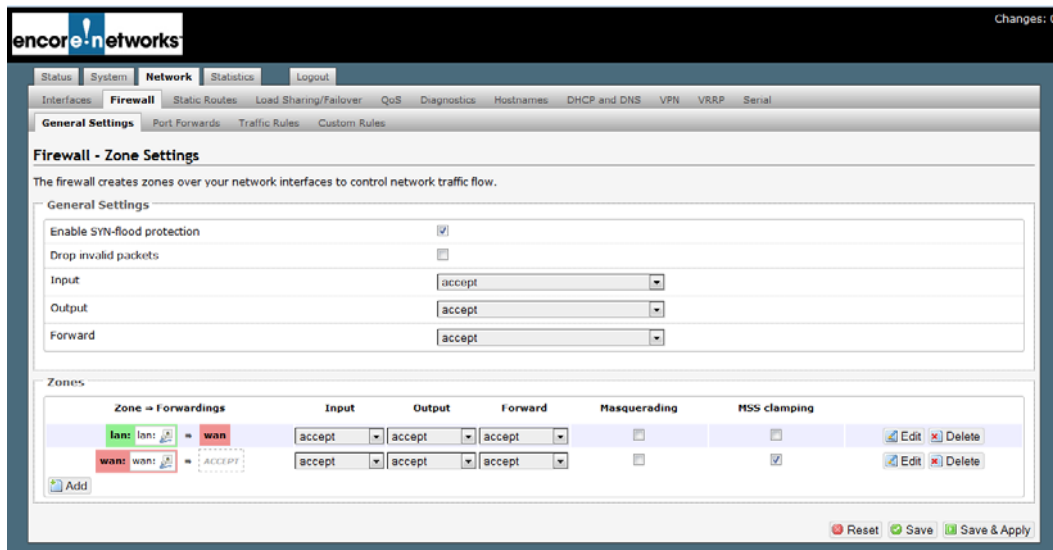 Changes: 0
encore!networks
Status System Network Statistics Logout
Interfaces Firewall Static Routes Load Sharing/Failover QoS Diagnostics Hostnames DHCP and DNS VPN VRRP Serial
General Settings Port Forwards Traffic Rules Custom Rules
Firewall - Zone Settings
The firewall creates zones over your network interfaces to control network traffic flow.
General Settings
Enable SYN-flood protection
Drop invalid packets
Input accept
Output accept
Forward accept
Zones
Zone ⇒ Forwardings Input Output Forward Masquerading MSS clamping
lan: lan: ⇒ wan accept accept accept Edit Delete
wan: wan: ⇒ ACCEPT accept accept accept Edit Delete
Add
Reset Save Save & Apply